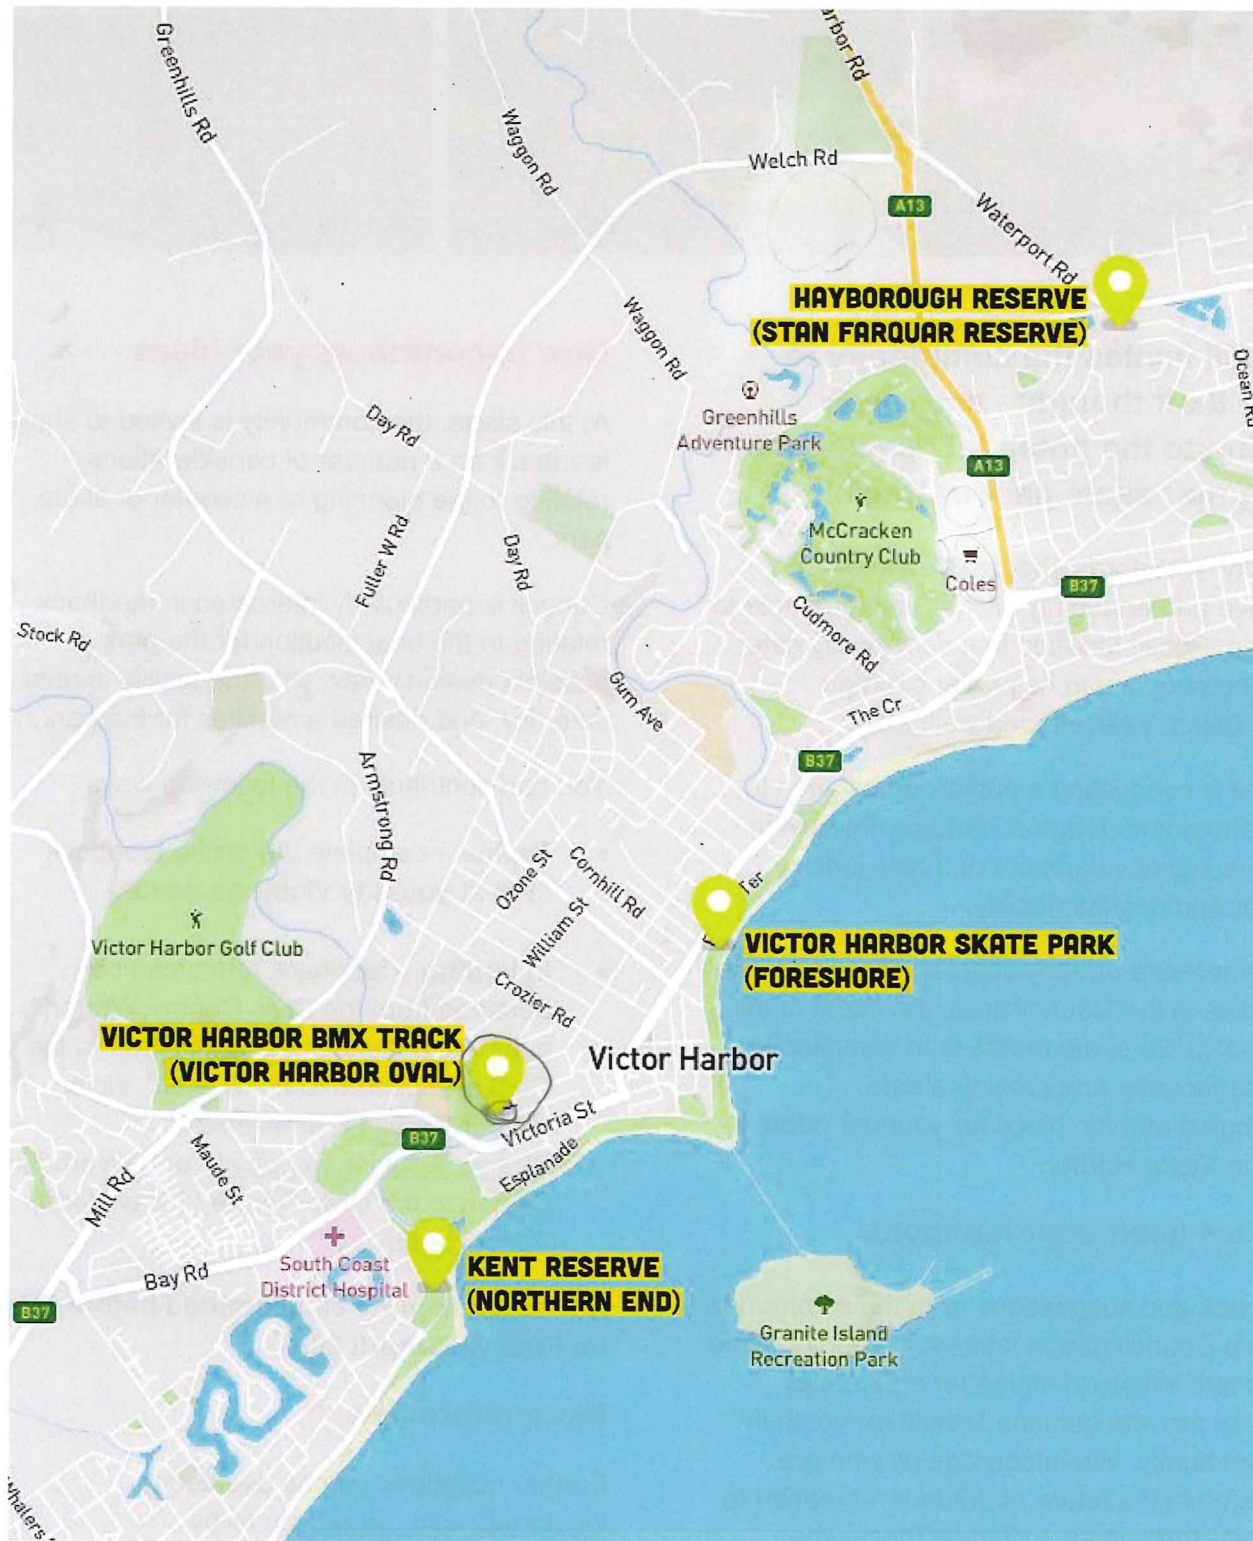 arbor Rd
Greenhills Rd
Waggon Rd
Welch Rd
A13
Waterport Rd
HAYBOROUGH RESERVE
(STAN FARQUAR RESERVE)
Waggon Rd
Ocean Rd
Greenhills
Adventure Park
Day Rd
A13
McCracken
Country Club
Coles
B37
Fuller W Rd
Day Rd
Cudmore Rd
Stock Rd
Gum Ave
The Cr
B37
Armstrong Rd
Ozone St
Cornhill Rd
William St
Ter
Victor Harbor Golf Club
VICTOR HARBOR SKATE PARK
(FORESHORE)
Crozier Rd
VICTOR HARBOR BMX TRACK
(VICTOR HARBOR OVAL)
Victor Harbor
Victoria St
B37
Esplanade
Maude St
Mill Rd
South Coast
District Hospital
Bay Rd
KENT RESERVE
(NORTHERN END)
B37
Granite Island
Recreation Park
Whalers